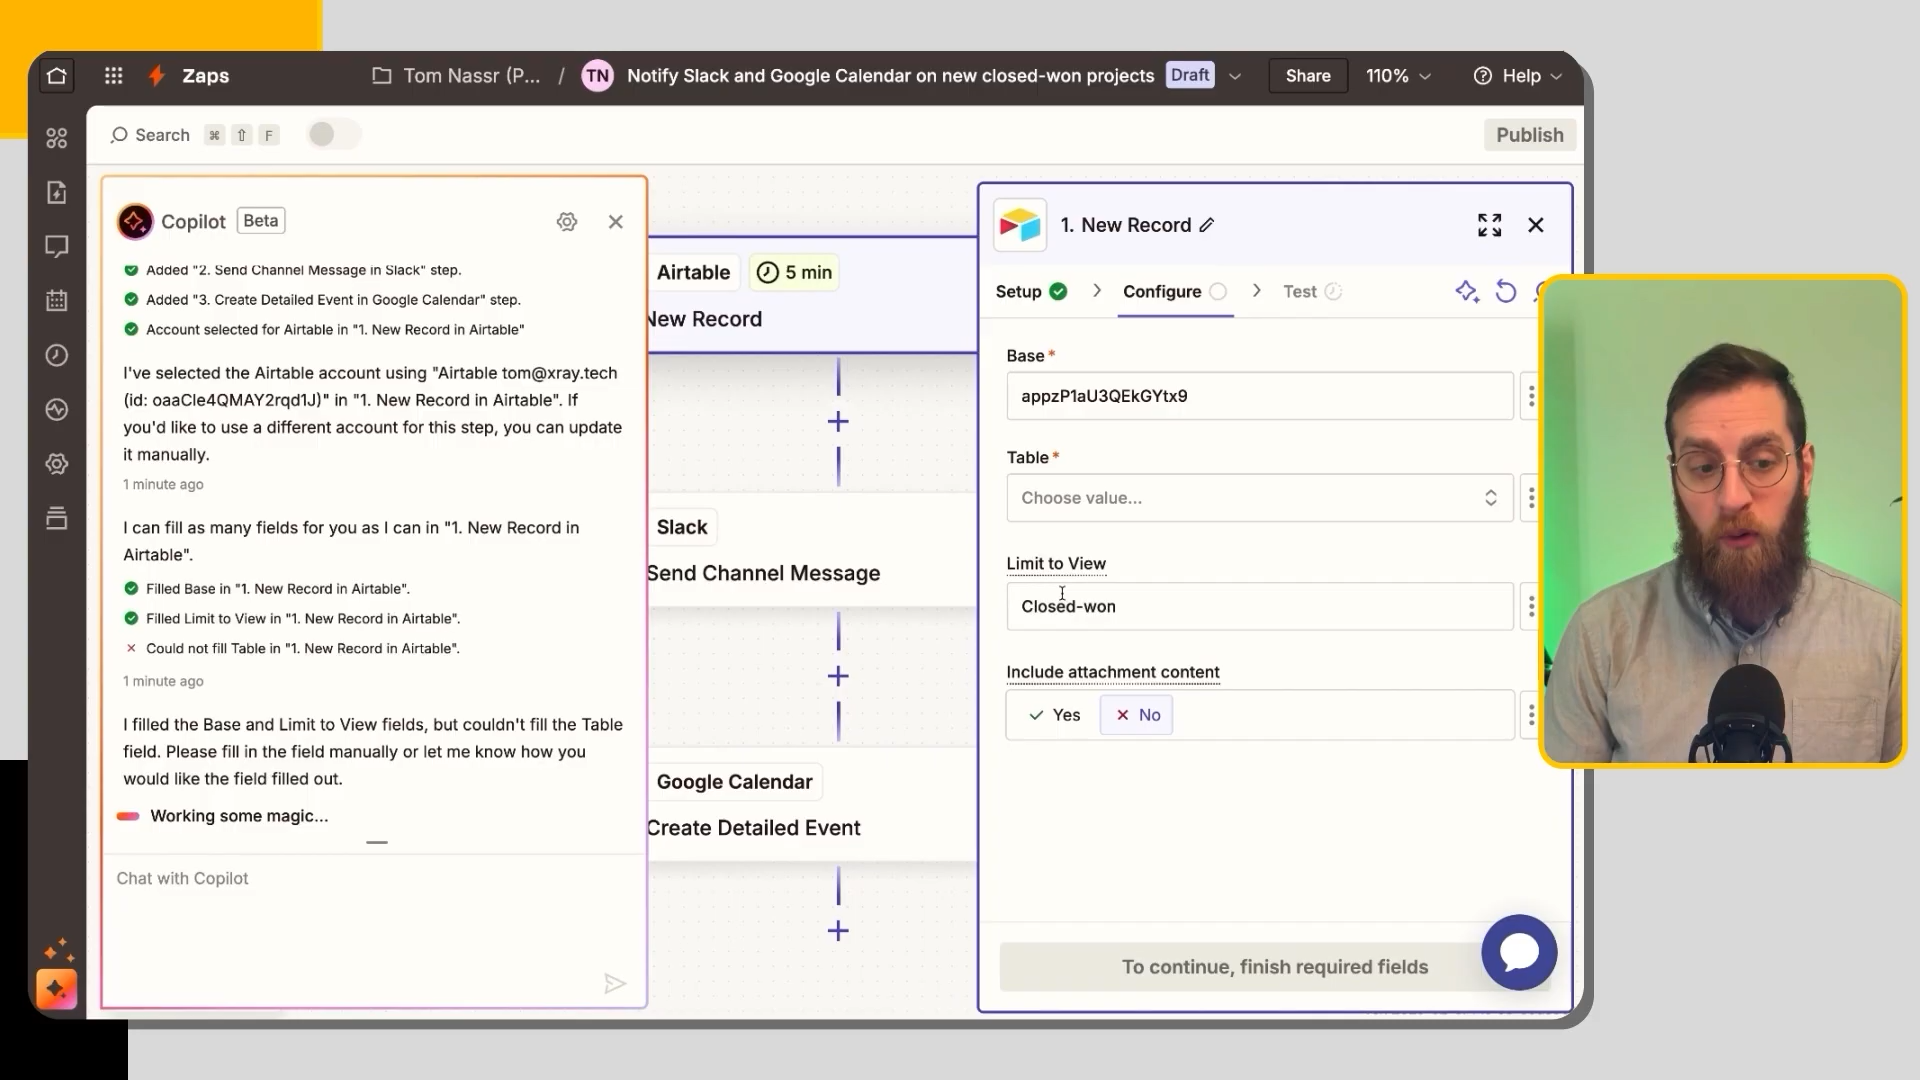 Zaps
Tom Nassr (P... / TN Notify Slack and Google Calendar on new closed-won projects Draft
Share
110%
Help
Search ⌘ ⇧ F
Publish
Copilot Beta
Added "2. Send Channel Message in Slack" step.
Added "3. Create Detailed Event in Google Calendar" step.
Account selected for Airtable in "1. New Record in Airtable"
I've selected the Airtable account using "Airtable tom@xray.tech
(id: oaaCle4QMAY2rqd1J)" in "1. New Record in Airtable". If
you'd like to use a different account for this step, you can update
it manually.
1 minute ago
I can fill as many fields for you as I can in "1. New Record in
Airtable".
Filled Base in "1. New Record in Airtable".
Filled Limit to View in "1. New Record in Airtable".
Could not fill Table in "1. New Record in Airtable".
1 minute ago
I filled the Base and Limit to View fields, but couldn't fill the Table
field. Please fill in the field manually or let me know how you
would like the field filled out.
Working some magic...
Chat with Copilot
Airtable
5 min
New Record
Slack
Send Channel Message
Google Calendar
Create Detailed Event
1. New Record
Setup
Configure
Test
Base*
appzP1aU3QEkGYtx9
Table*
Choose value...
Limit to View
Closed-won
Include attachment content
Yes
No
To continue, finish required fields